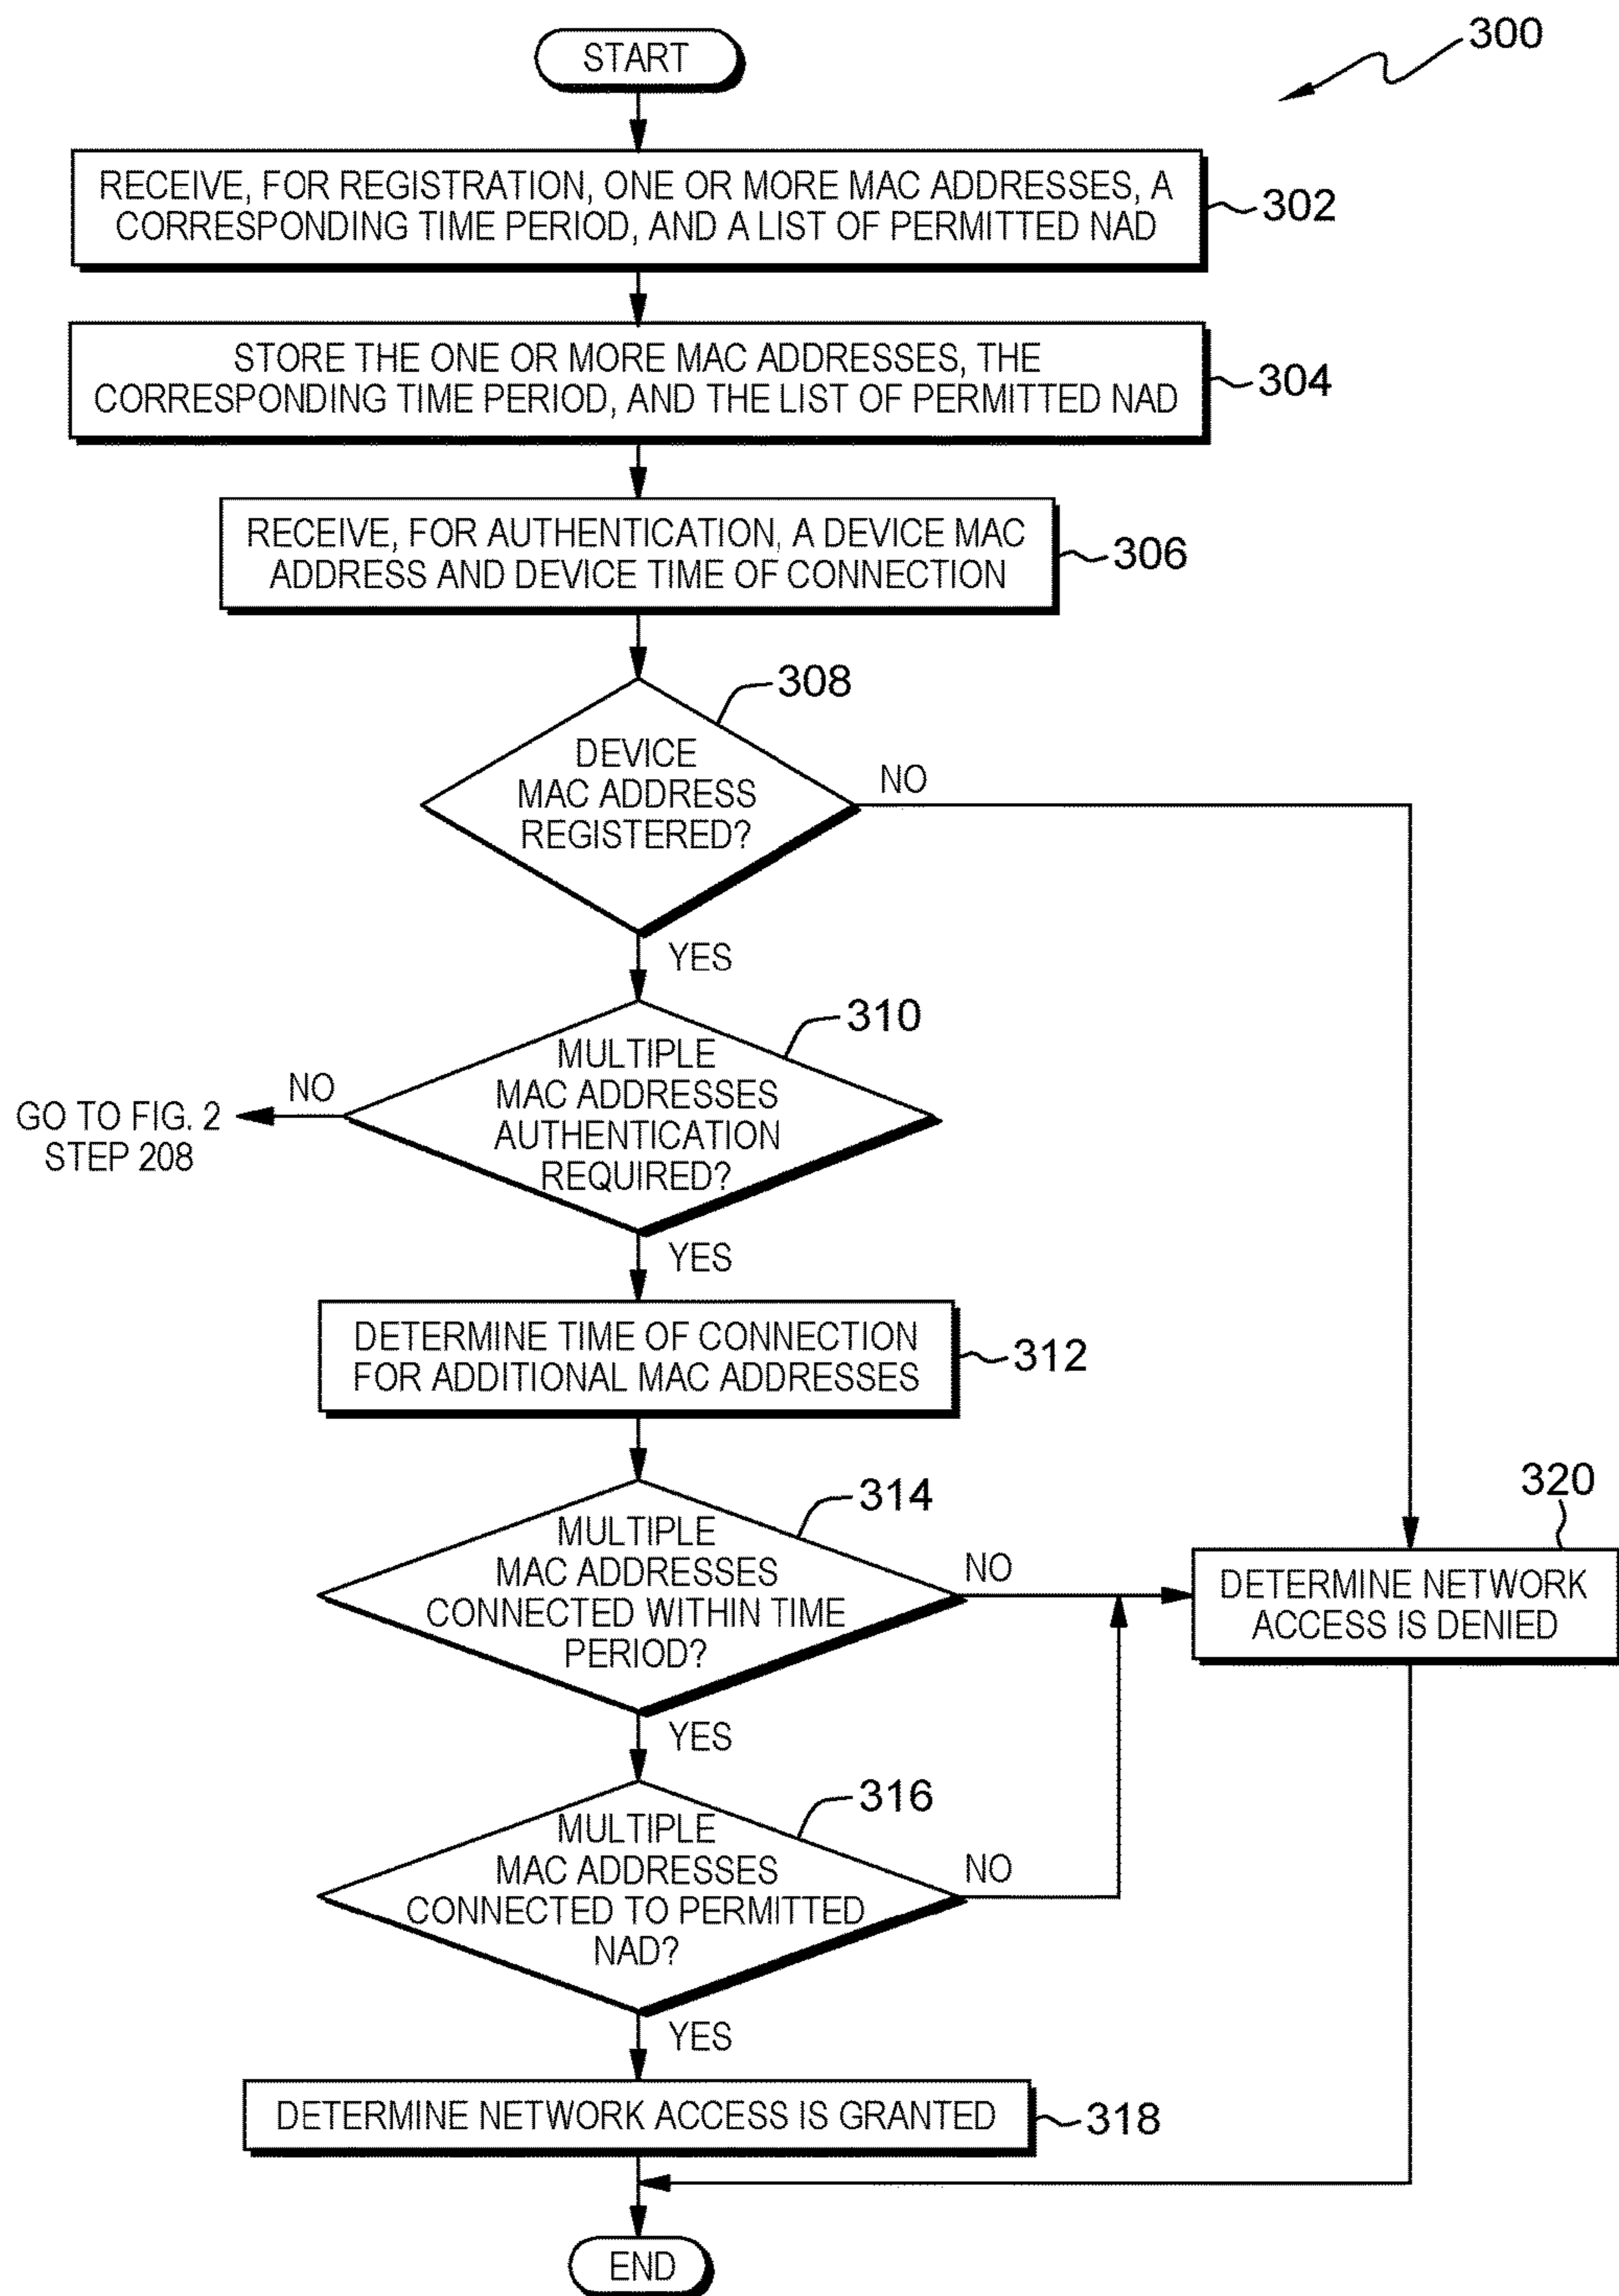 300
START
RECEIVE, FOR REGISTRATION, ONE OR MORE MAC ADDRESSES, A
CORRESPONDING TIME PERIOD, AND A LIST OF PERMITTED NAD
302
STORE THE ONE OR MORE MAC ADDRESSES, THE
CORRESPONDING TIME PERIOD, AND THE LIST OF PERMITTED NAD
304
RECEIVE, FOR AUTHENTICATION, A DEVICE MAC
ADDRESS AND DEVICE TIME OF CONNECTION
306
308
DEVICE
MAC ADDRESS
REGISTERED?
NO
YES
310
MULTIPLE
MAC ADDRESSES
AUTHENTICATION
REQUIRED?
NO
GO TO FIG. 2
STEP 208
YES
DETERMINE TIME OF CONNECTION
FOR ADDITIONAL MAC ADDRESSES
312
314
MULTIPLE
MAC ADDRESSES
CONNECTED WITHIN TIME
PERIOD?
NO
320
DETERMINE NETWORK
ACCESS IS DENIED
YES
316
MULTIPLE
MAC ADDRESSES
CONNECTED TO PERMITTED
NAD?
NO
YES
DETERMINE NETWORK ACCESS IS GRANTED
318
END